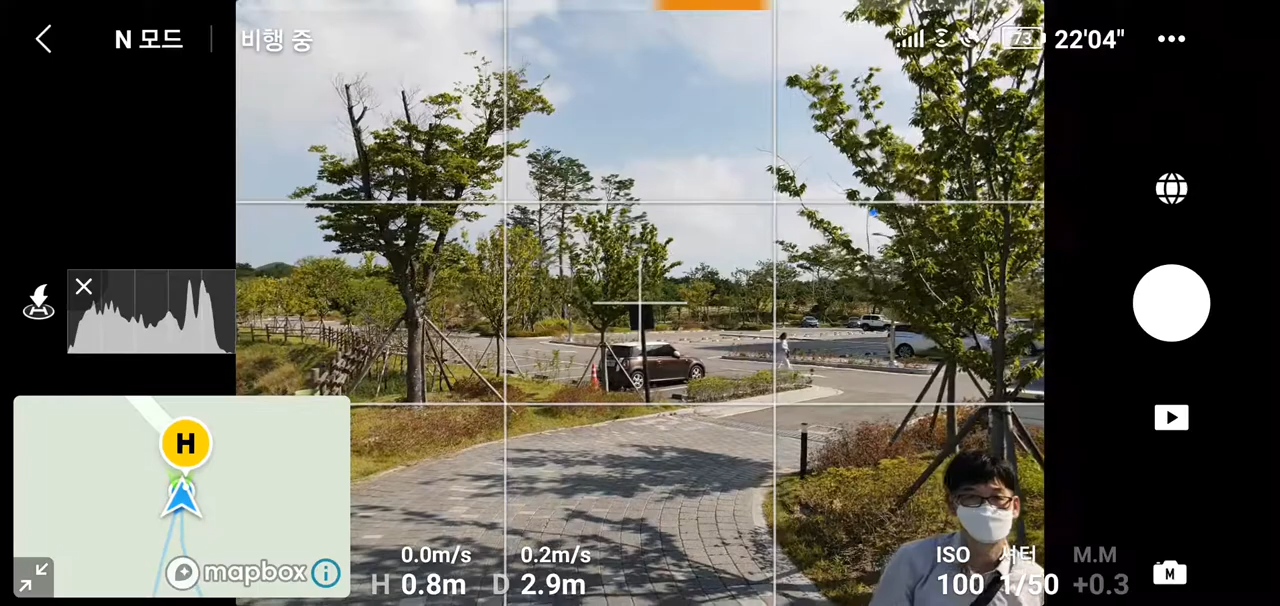 N 모드
비행 중
RC
73
22'04"
H
mapbox
i
0.0m/s
0.2m/s
H 0.8m
D 2.9m
ISO
100
셔터
1/50
M.M
+0.3
M